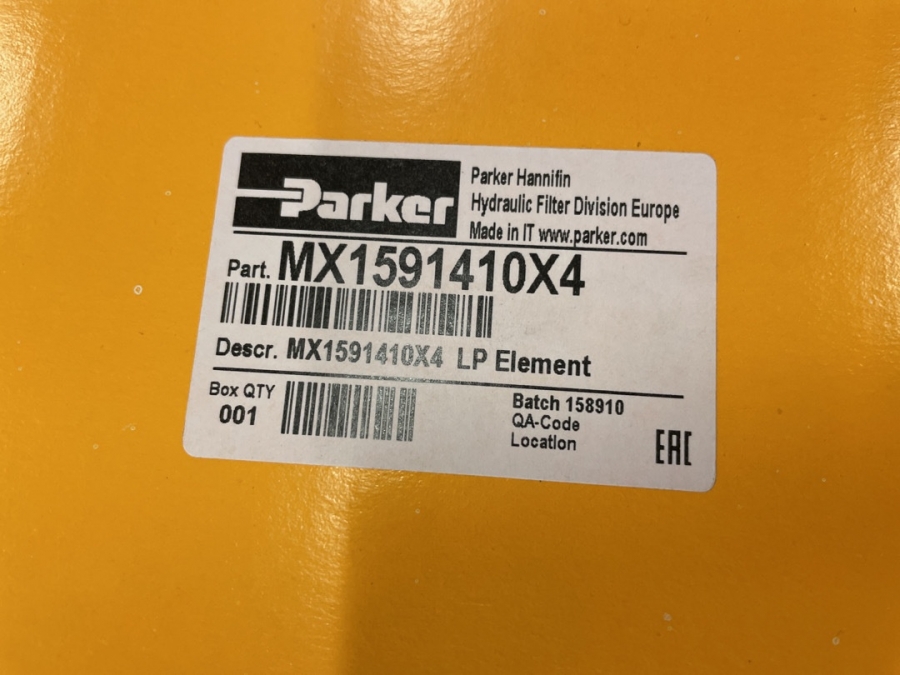 Parker
Parker Hannifin
Hydraulic Filter Division Europe
Made in IT www.parker.com
Part. MX1591410X4
Descr. MX1591410X4 LP Element
Box QTY
001
Batch 158910
QA-Code
Location
EAC